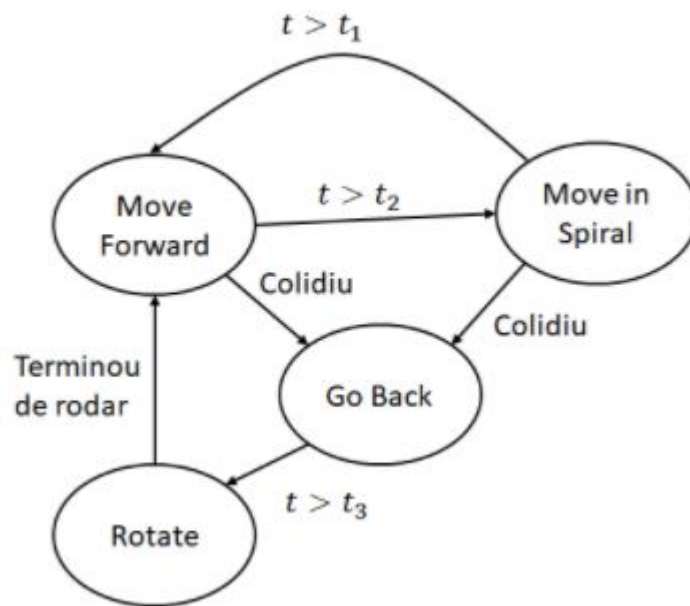 t > t₁
Move
Forward
t > t₂
Move in
Spiral
Colidiu
Colidiu
Terminou
de rodar
Go Back
t > t₃
Rotate